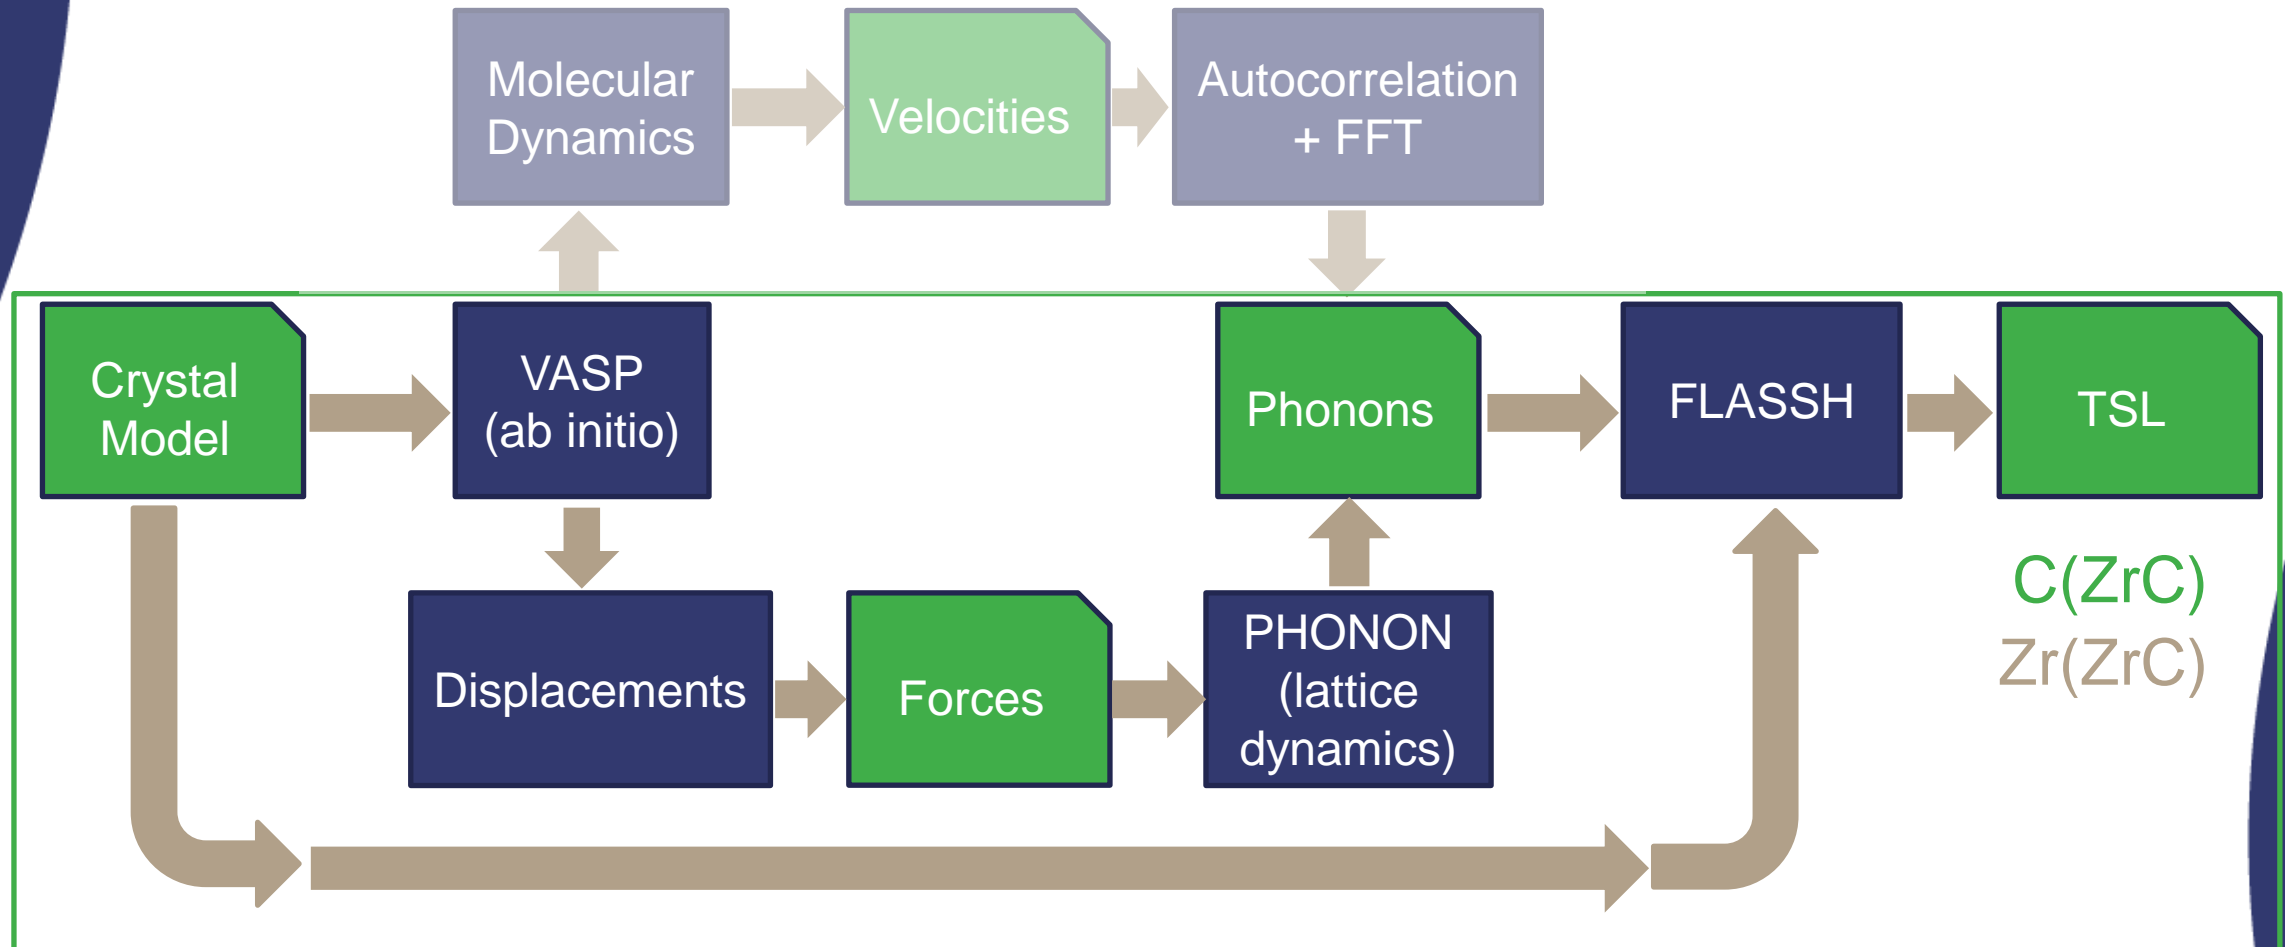 Molecular
Dynamics
Velocities
Autocorrelation
+ FFT
Crystal
Model
VASP
(ab initio)
Phonons
FLASSH
TSL
C(ZrC)
Zr(ZrC)
Displacements
Forces
PHONON
(lattice
dynamics)